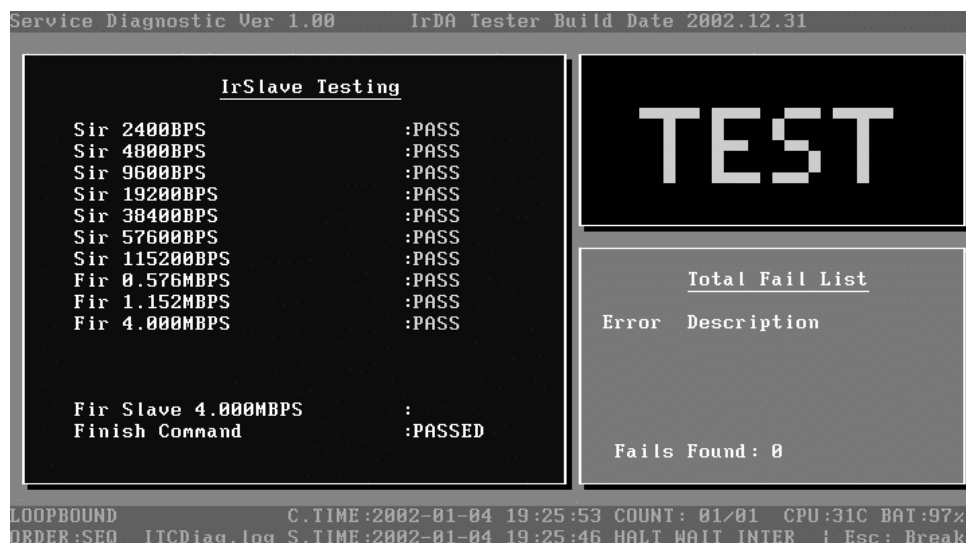 Service Diagnostic Ver 1.00 IrDA Tester Build Date 2002.12.31
IrSlave Testing
Sir 2400BPS :PASS
Sir 4800BPS :PASS
Sir 9600BPS :PASS
Sir 19200BPS :PASS
Sir 38400BPS :PASS
Sir 57600BPS :PASS
Sir 115200BPS :PASS
Fir 0.576MBPS :PASS
Fir 1.152MBPS :PASS
Fir 4.000MBPS :PASS
Fir Slave 4.000MBPS :
Finish Command :PASSED
TEST
Total Fail List
Error Description
Fails Found: 0
LOOPBOUND C.TIME:2002-01-04 19:25:53 COUNT: 01/01 CPU:31C BAT:97%
ORDER:SEQ ITCDiag.log S.TIME:2002-01-04 19:25:46 HALT WAIT INTER | Esc: Break